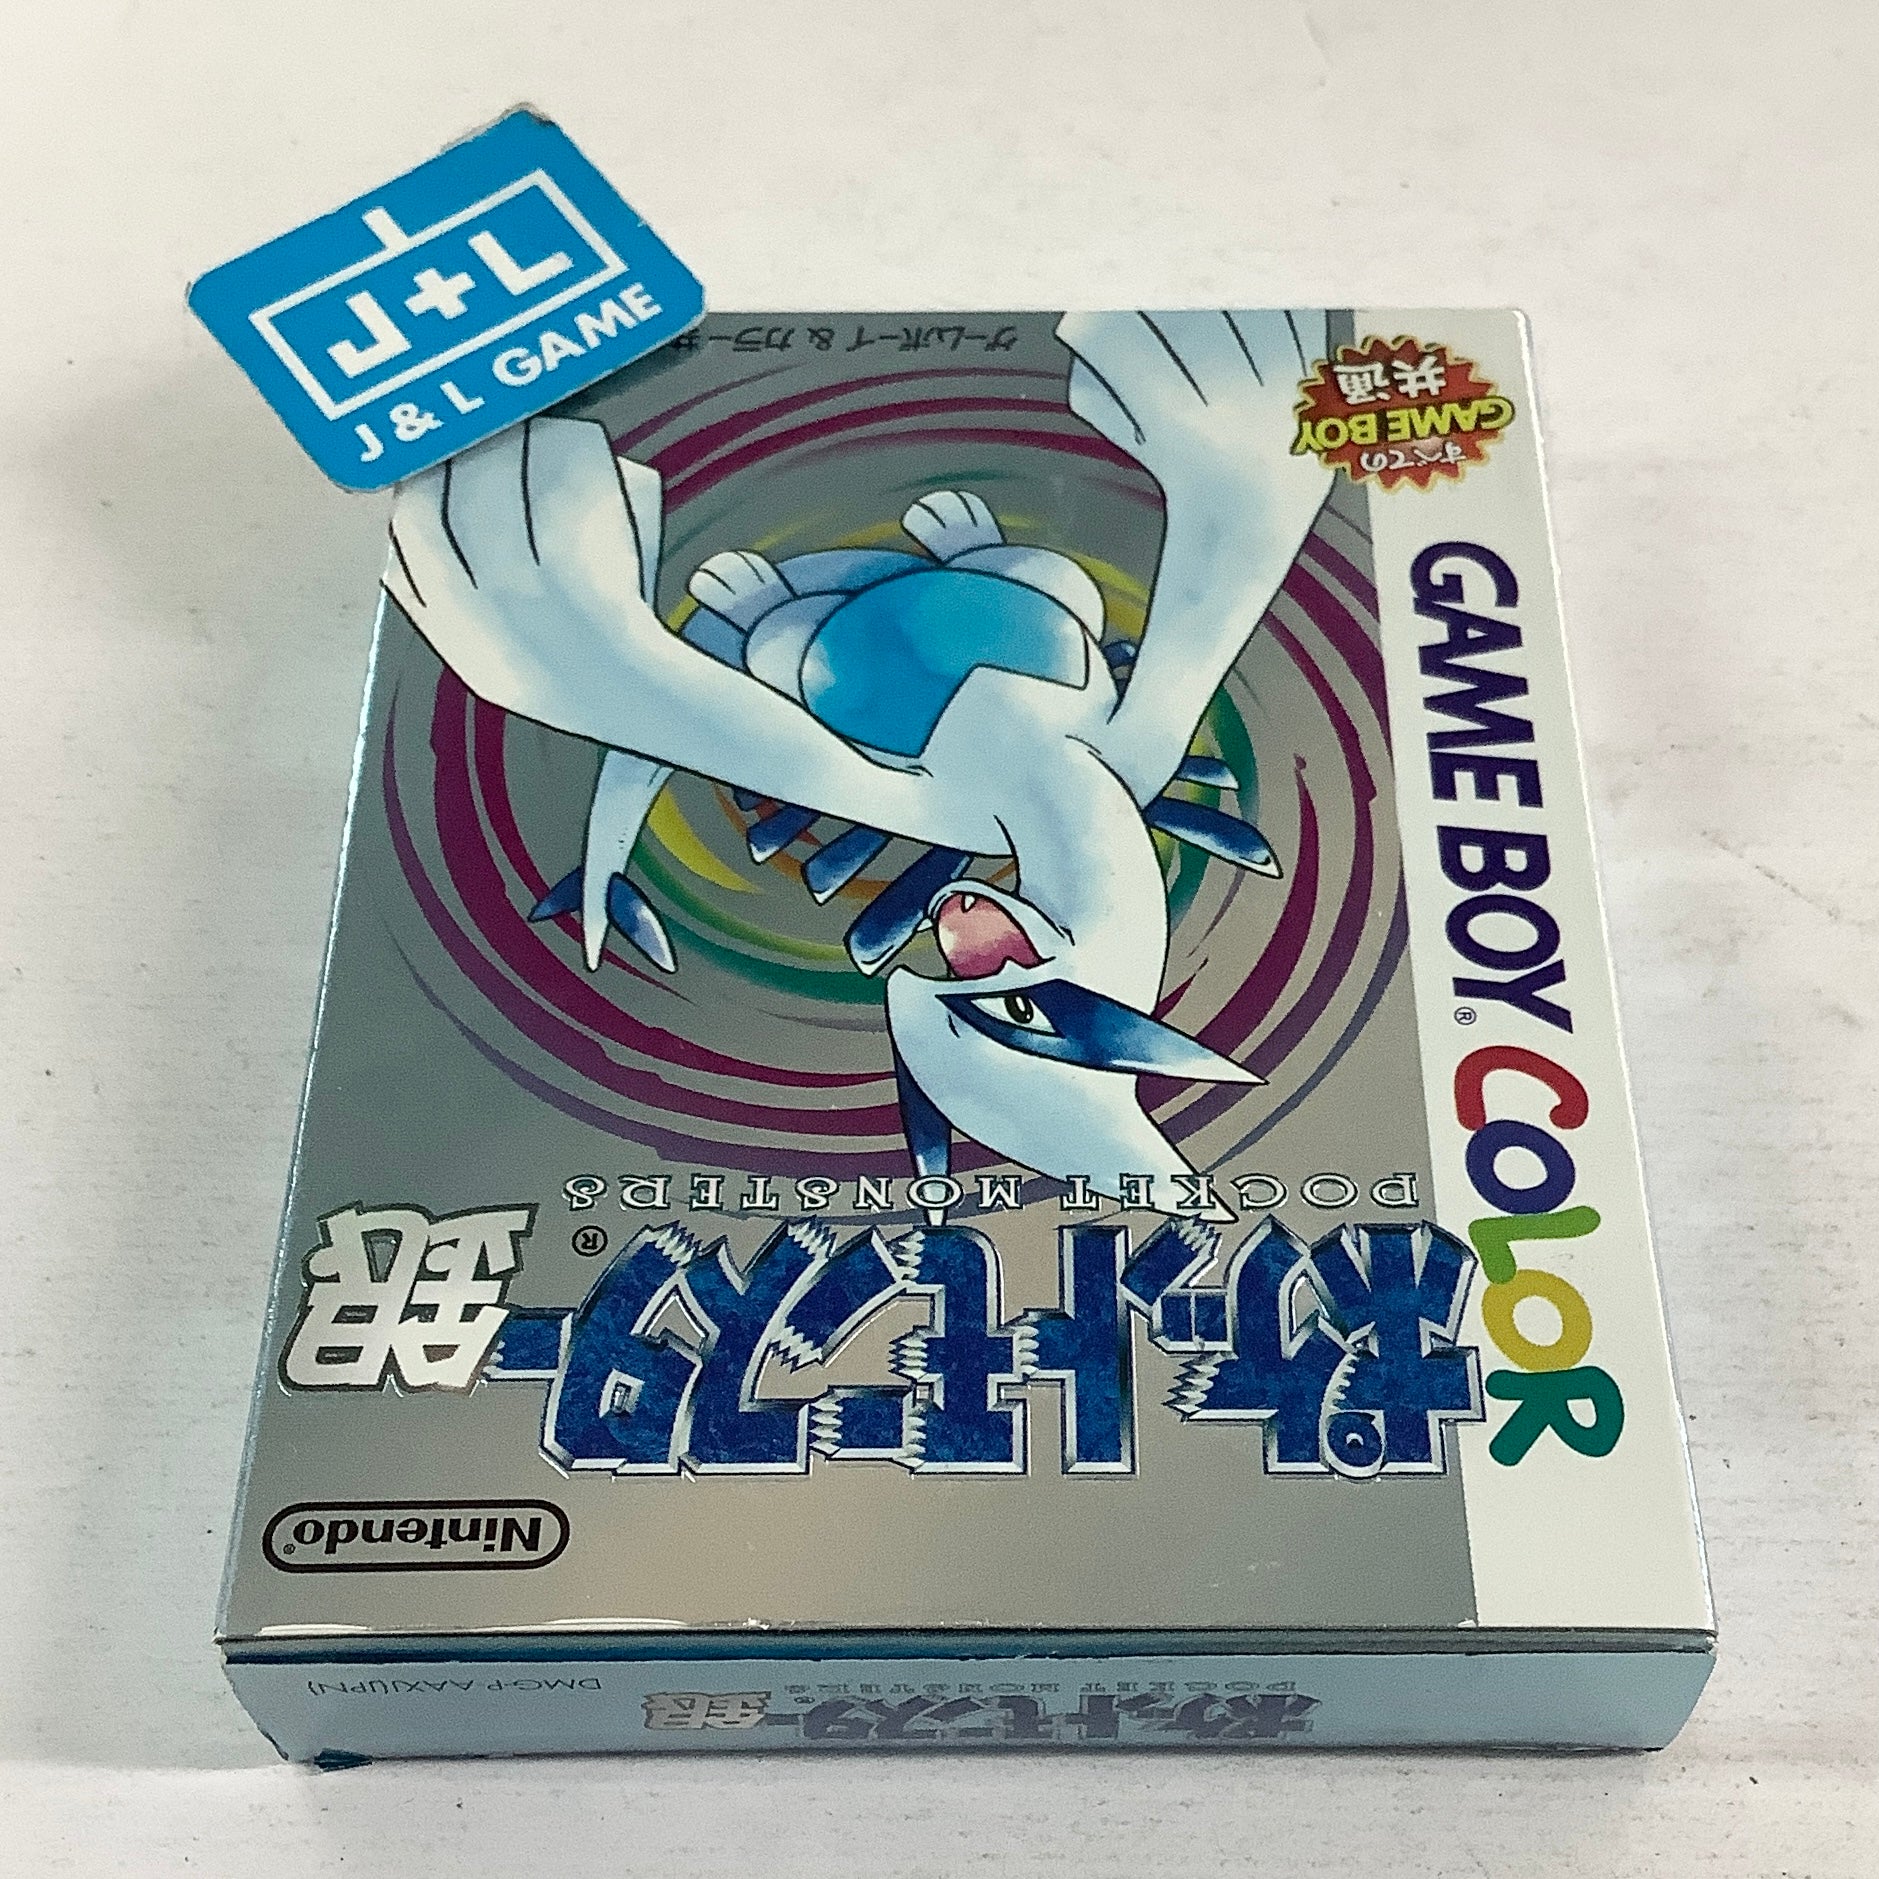 J+L
J & L GAME
GAME BOY® COLOR
Nintendo®
ポケットモンスター®
銀
POCKET MONSTERS
すべての
GAME BOY
共通
ゲームボーイ & カラー共
ポケットモンスター® 銀
POCKET MONSTERS
DMG-P-AAXJ(JPN)